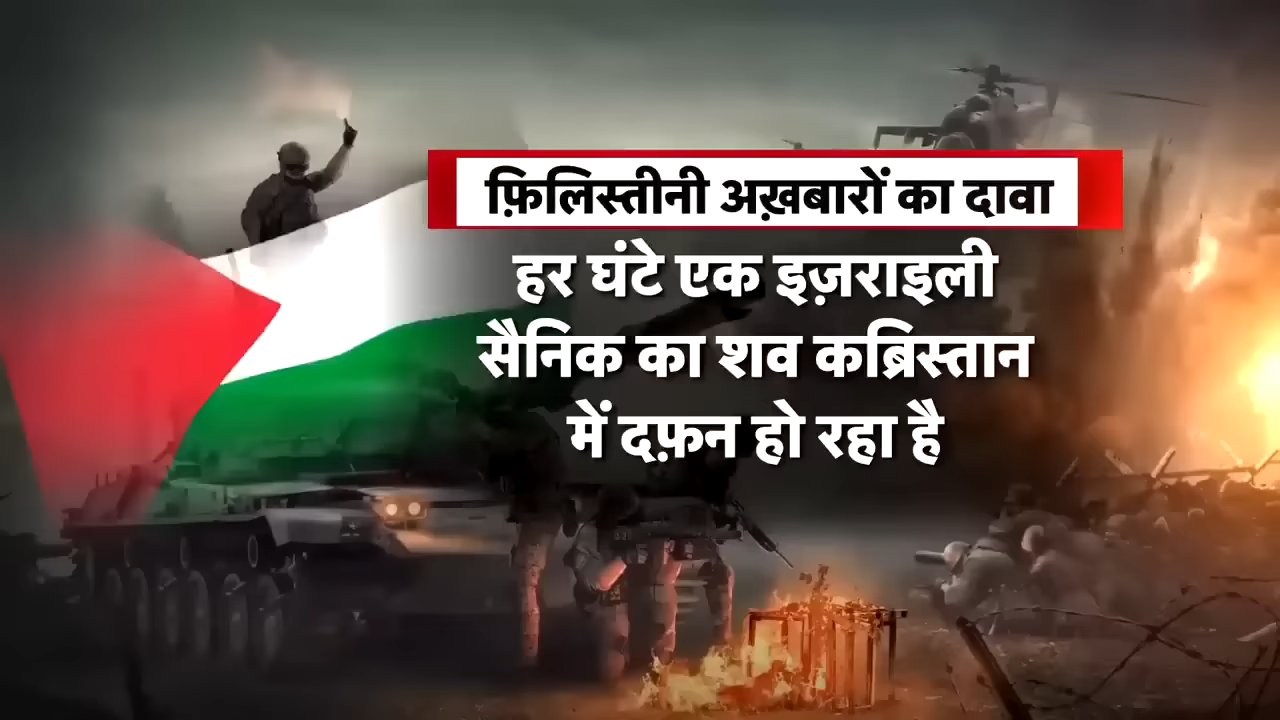 फ़िलिस्तीनी अख़बारों का दावा
हर घंटे एक इज़राइली
सैनिक का शव कब्रिस्तान
में दफ़न हो रहा है